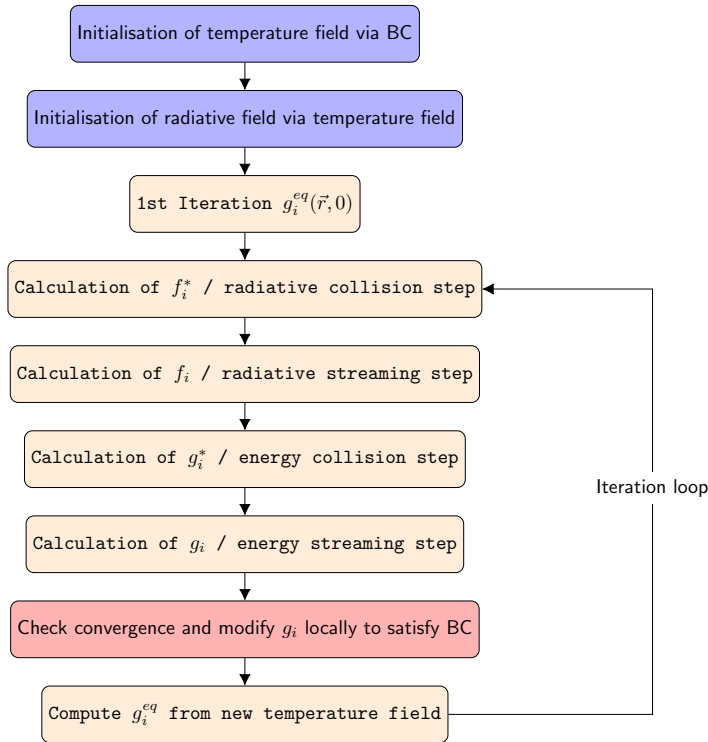 Initialisation of temperature field via BC
Initialisation of radiative field via temperature field
1st Iteration $g_i^{eq}(\vec{r},0)$
Calculation of $f_i^*$ / radiative collision step
Calculation of $f_i$ / radiative streaming step
Calculation of $g_i^*$ / energy collision step
Iteration loop
Calculation of $g_i$ / energy streaming step
Check convergence and modify $g_i$ locally to satisfy BC
Compute $g_i^{eq}$ from new temperature field